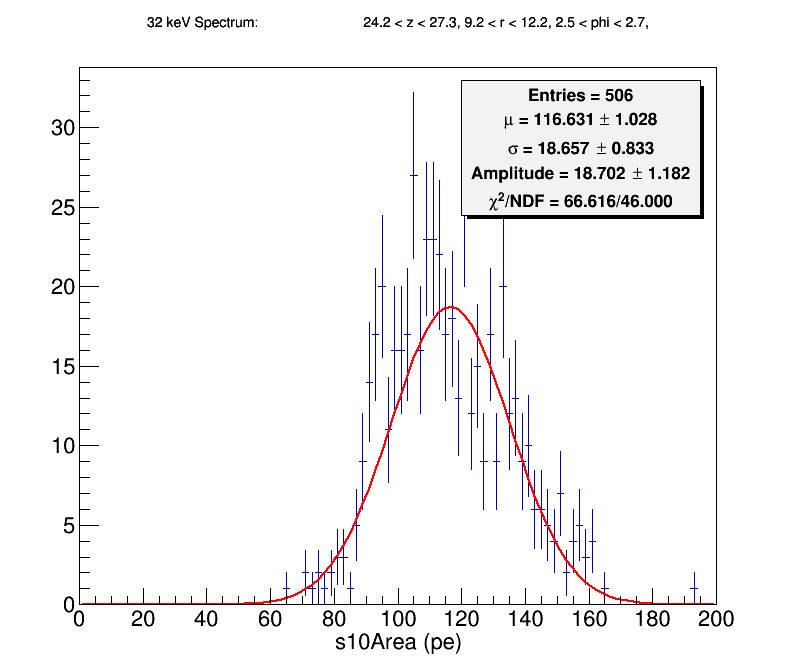 32 keV Spectrum: 24.2 < z < 27.3, 9.2 < r < 12.2, 2.5 < phi < 2.7,
Entries = 506
μ = 116.631 ± 1.028
σ = 18.657 ± 0.833
Amplitude = 18.702 ± 1.182
χ²/NDF = 66.616/46.000
30
25
20
15
10
5
0
0 20 40 60 80 100 120 140 160 180 200
s10Area (pe)